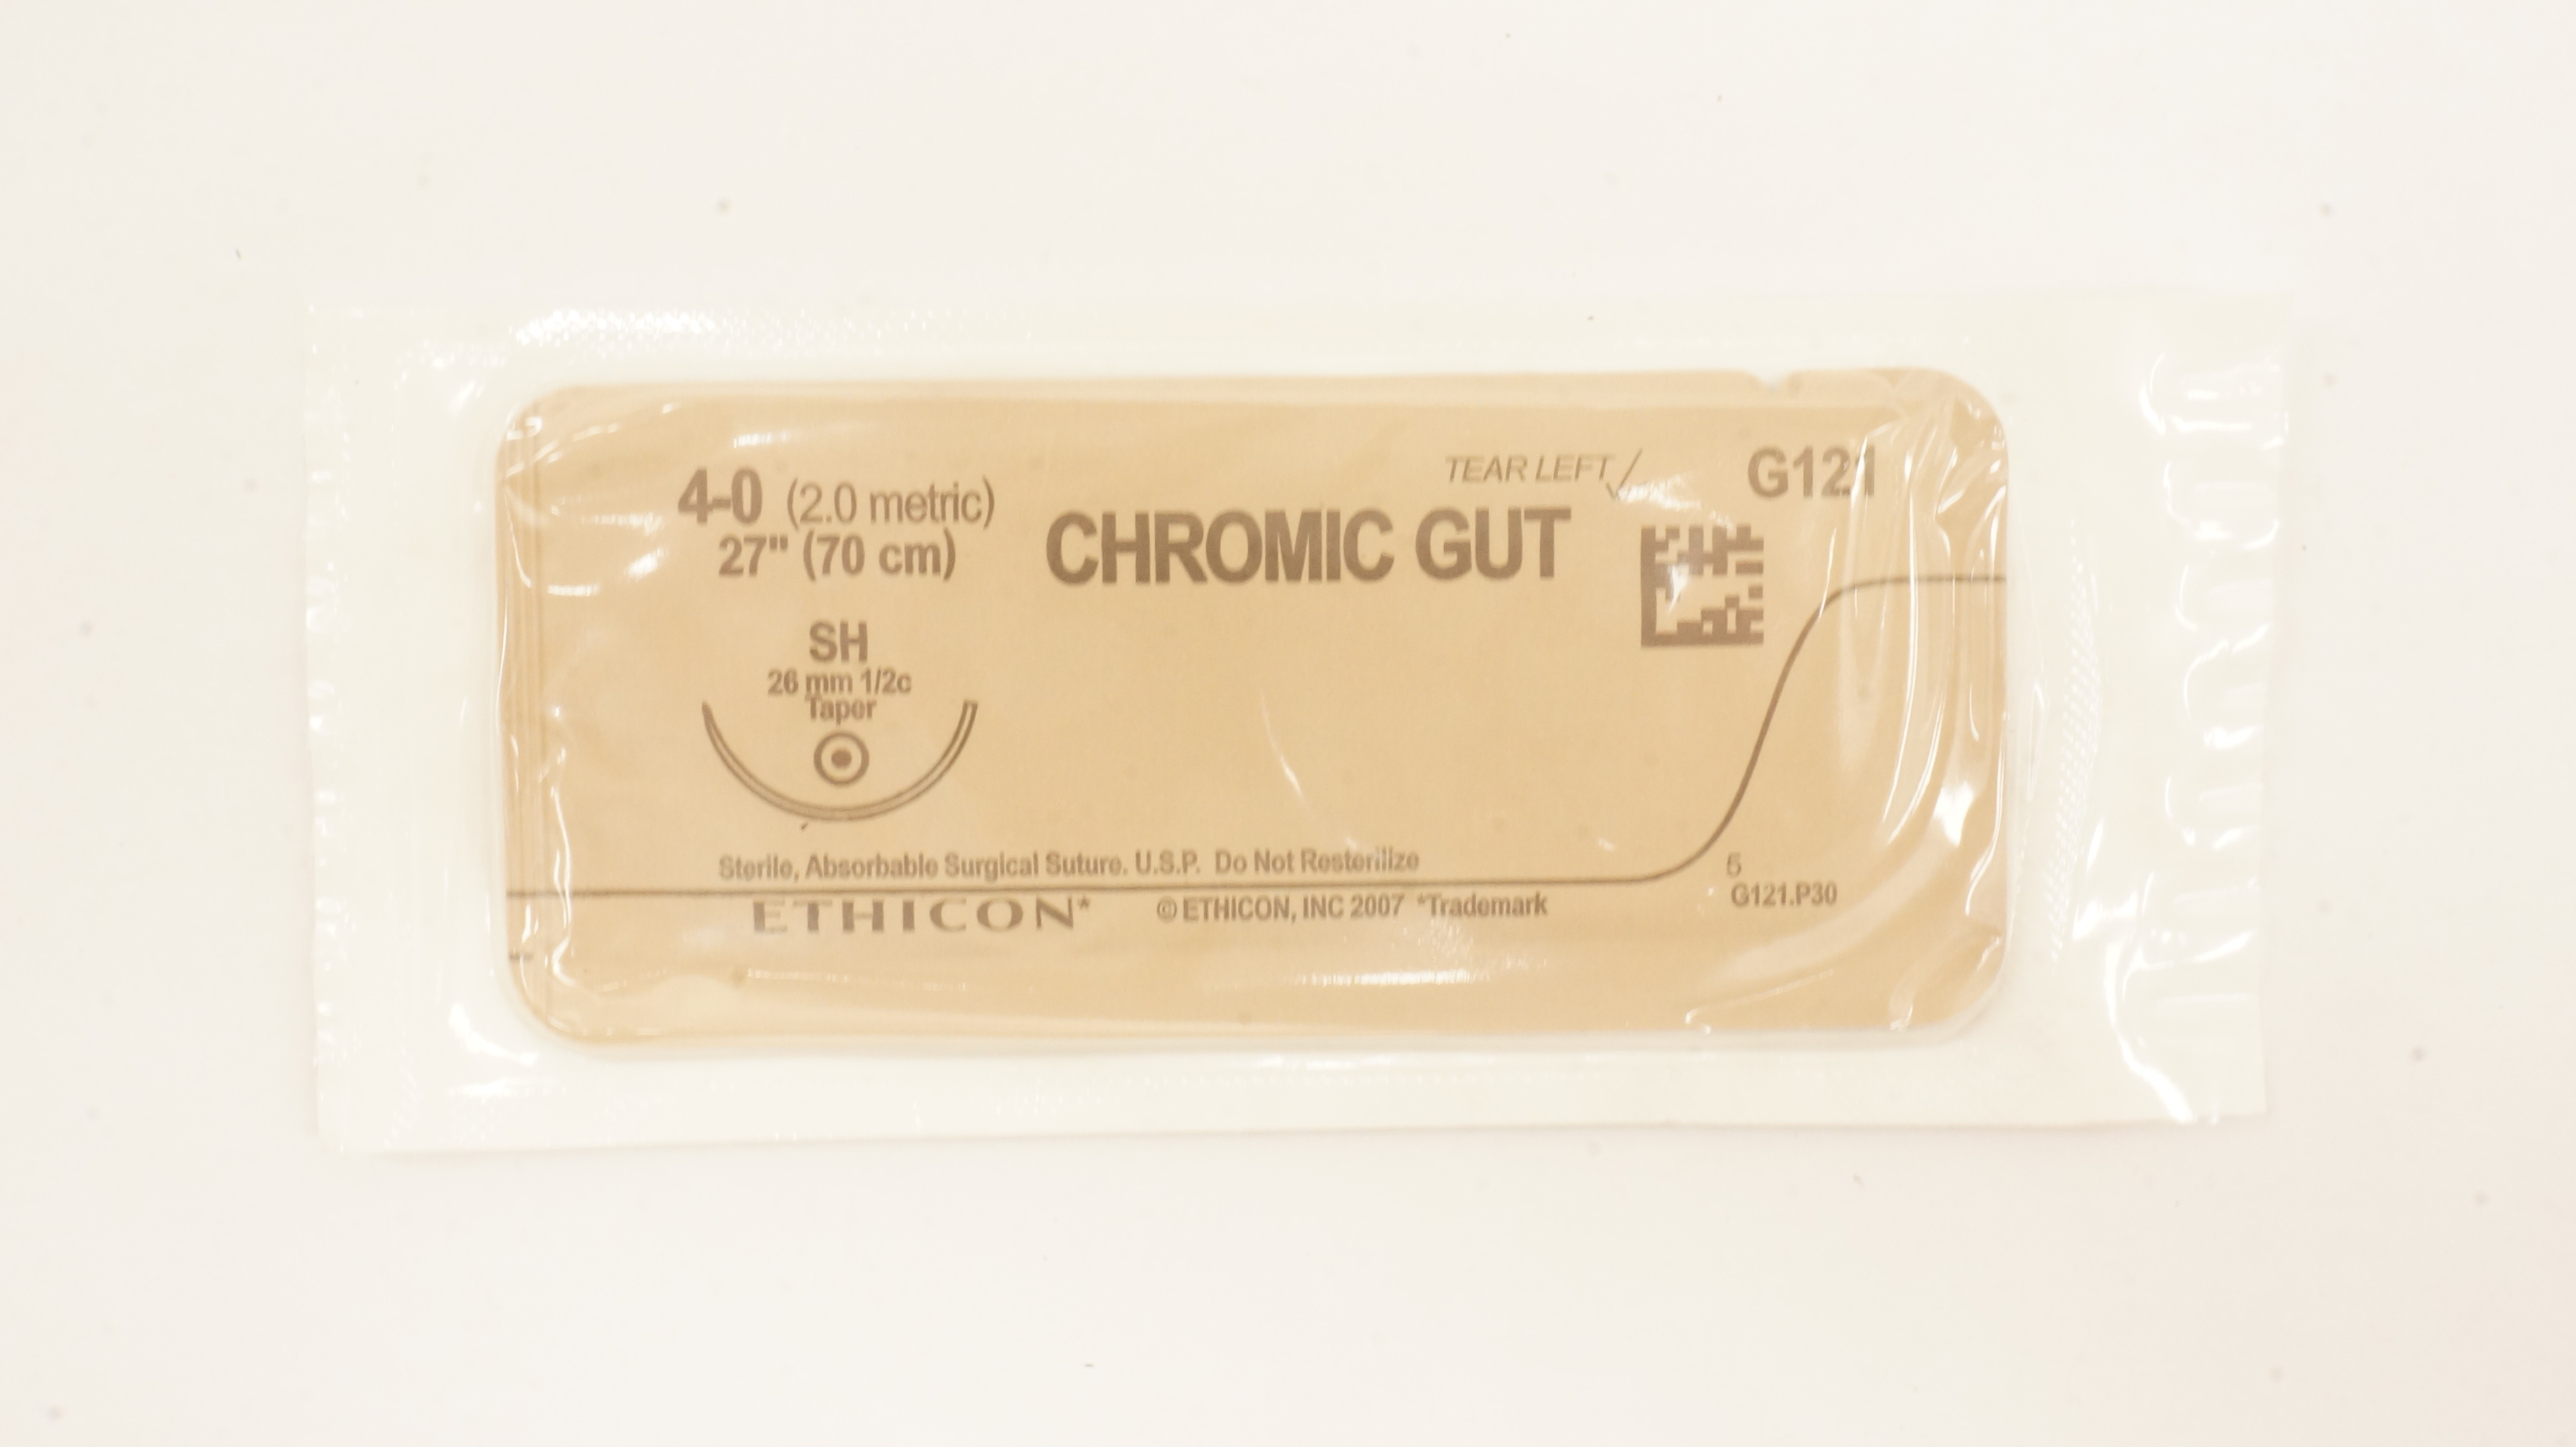 4-0 (2.0 metric)
27" (70 cm)
SH
26 mm 1/2c
Taper
CHROMIC GUT
TEAR LEFT
G121
Sterile, Absorbable Surgical Suture. U.S.P. Do Not Resterilize
ETHICON*
© ETHICON, INC 2007 *Trademark
5
G121.P30